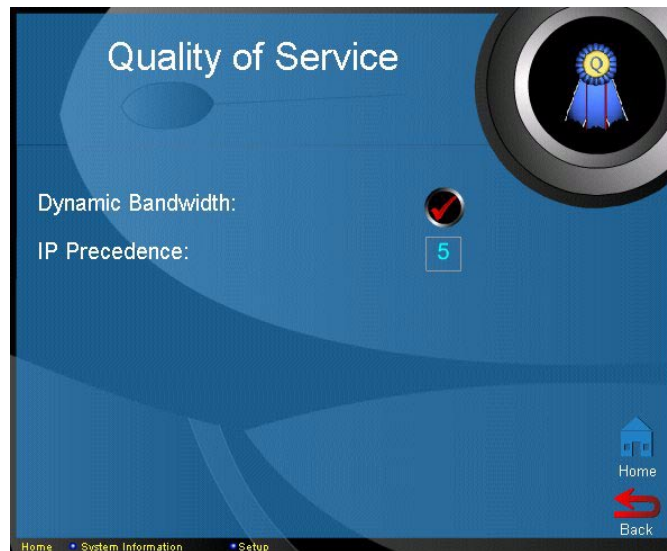 Quality of Service
Q
Dynamic Bandwidth:
IP Precedence: 5
Home
Back
Home System Information Setup